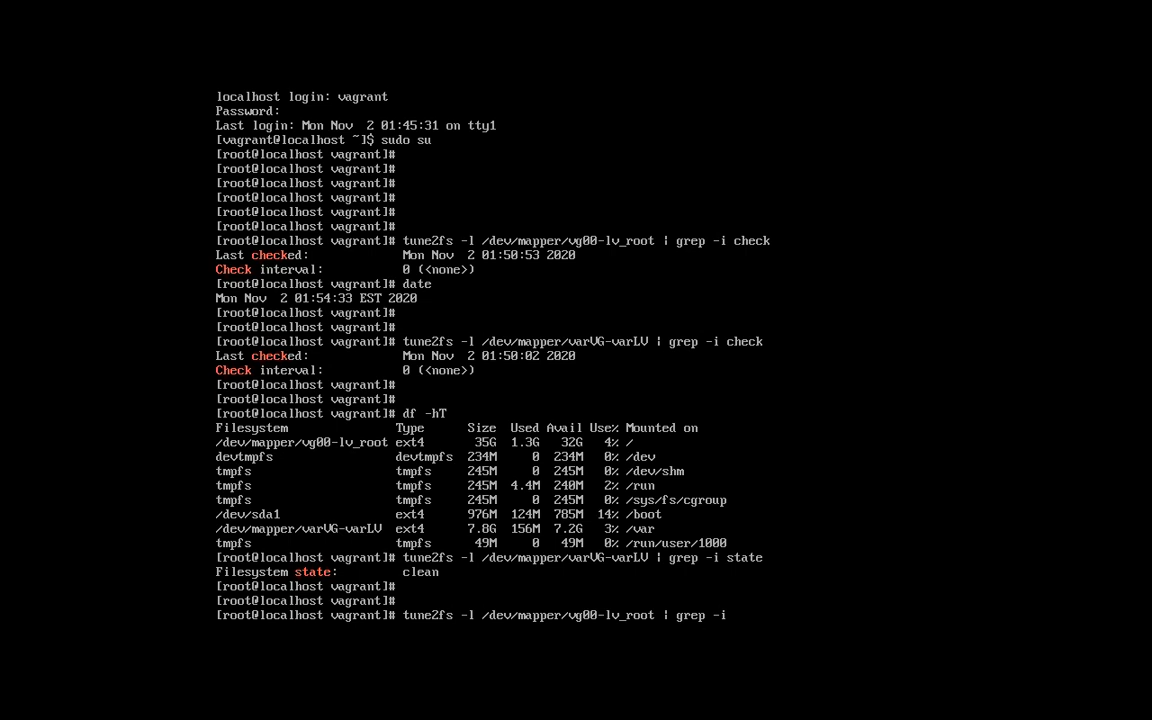 localhost login: vagrant
Password:
Last login: Mon Nov  2 01:45:31 on tty1
[vagrant@localhost ~]$ sudo su
[root@localhost vagrant]#
[root@localhost vagrant]#
[root@localhost vagrant]#
[root@localhost vagrant]#
[root@localhost vagrant]#
[root@localhost vagrant]#
[root@localhost vagrant]# tune2fs -l /dev/mapper/vg00-lv_root | grep -i check
Last checked:             Mon Nov  2 01:50:53 2020
Check interval:           0 (<none>)
[root@localhost vagrant]# date
Mon Nov  2 01:54:33 EST 2020
[root@localhost vagrant]#
[root@localhost vagrant]#
[root@localhost vagrant]# tune2fs -l /dev/mapper/varVG-varLV | grep -i check
Last checked:             Mon Nov  2 01:50:02 2020
Check interval:           0 (<none>)
[root@localhost vagrant]#
[root@localhost vagrant]#
[root@localhost vagrant]# df -hT
Filesystem               Type      Size  Used Avail Use% Mounted on
/dev/mapper/vg00-lv_root ext4       35G  1.3G   32G   4% /
devtmpfs                 devtmpfs  234M     0  234M   0% /dev
tmpfs                    tmpfs     245M     0  245M   0% /dev/shm
tmpfs                    tmpfs     245M  4.4M  240M   2% /run
tmpfs                    tmpfs     245M     0  245M   0% /sys/fs/cgroup
/dev/sda1                ext4      976M  124M  785M  14% /boot
/dev/mapper/varVG-varLV  ext4      7.8G  156M  7.2G   3% /var
tmpfs                    tmpfs      49M     0   49M   0% /run/user/1000
[root@localhost vagrant]# tune2fs -l /dev/mapper/varVG-varLV | grep -i state
Filesystem state:         clean
[root@localhost vagrant]#
[root@localhost vagrant]#
[root@localhost vagrant]# tune2fs -l /dev/mapper/vg00-lv_root | grep -i